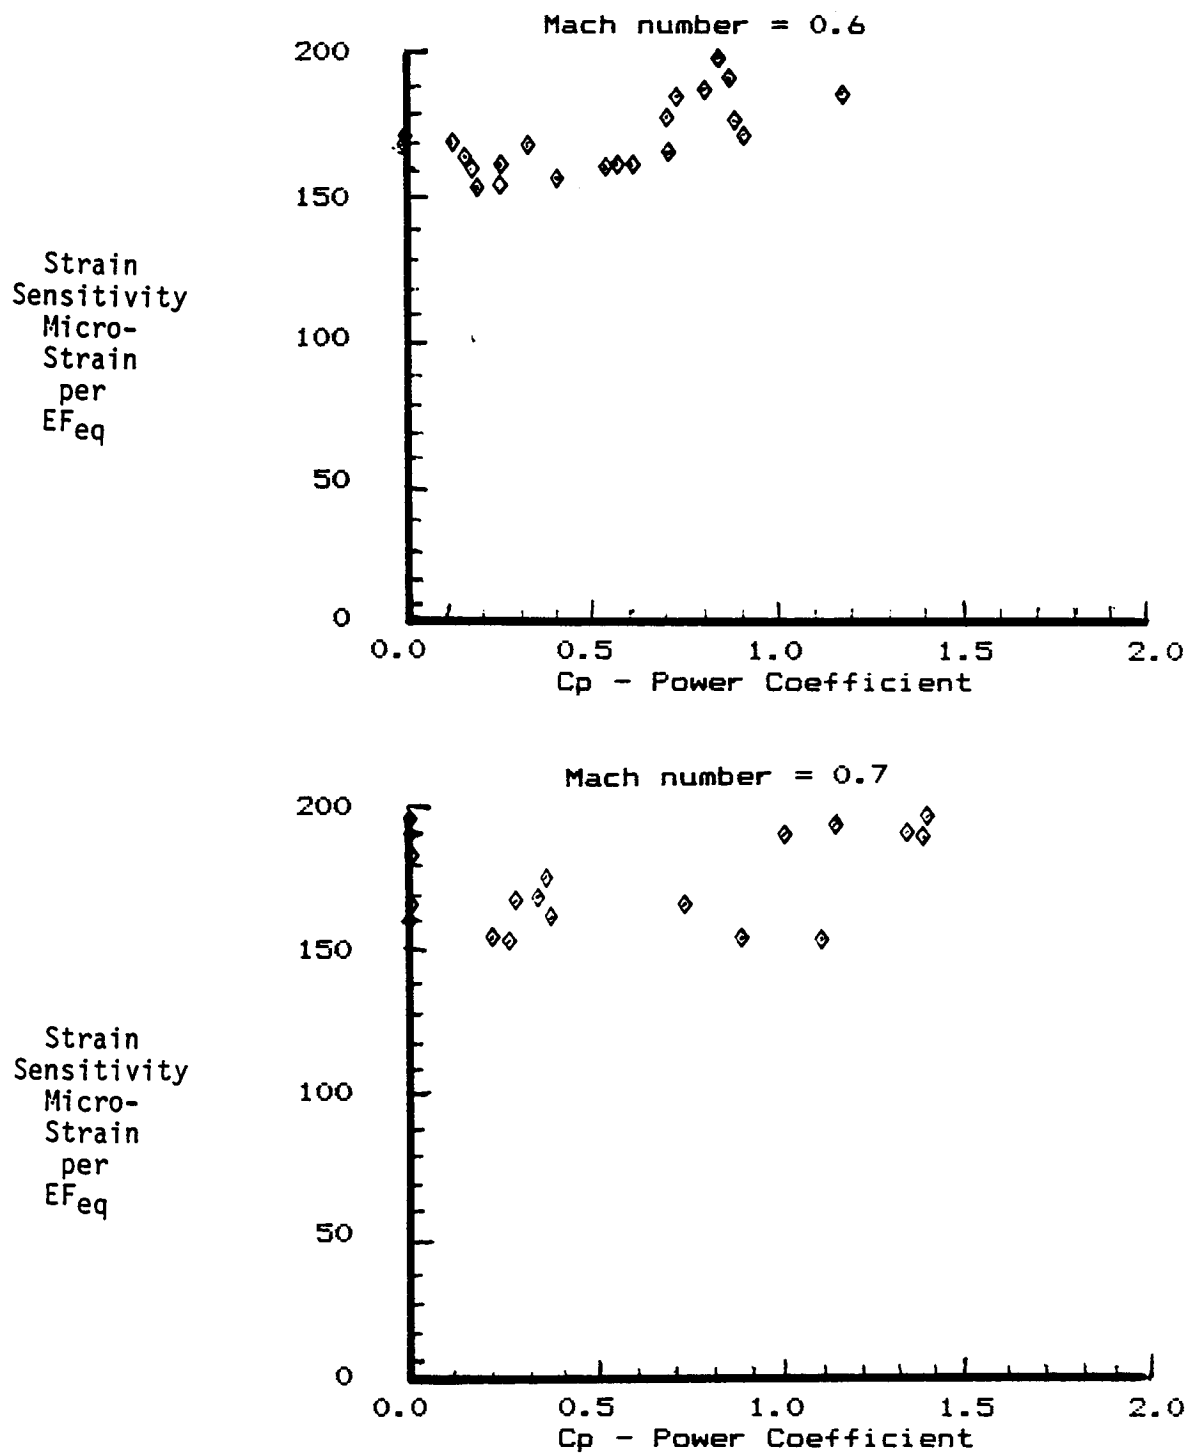 Mach number = 0.6
200
150
100
50
0
Strain
Sensitivity
Micro-
Strain
per
EFeq
0.0 0.5 1.0 1.5 2.0
Cp - Power Coefficient
Mach number = 0.7
200
150
100
50
0
Strain
Sensitivity
Micro-
Strain
per
EFeq
0.0 0.5 1.0 1.5 2.0
Cp - Power Coefficient